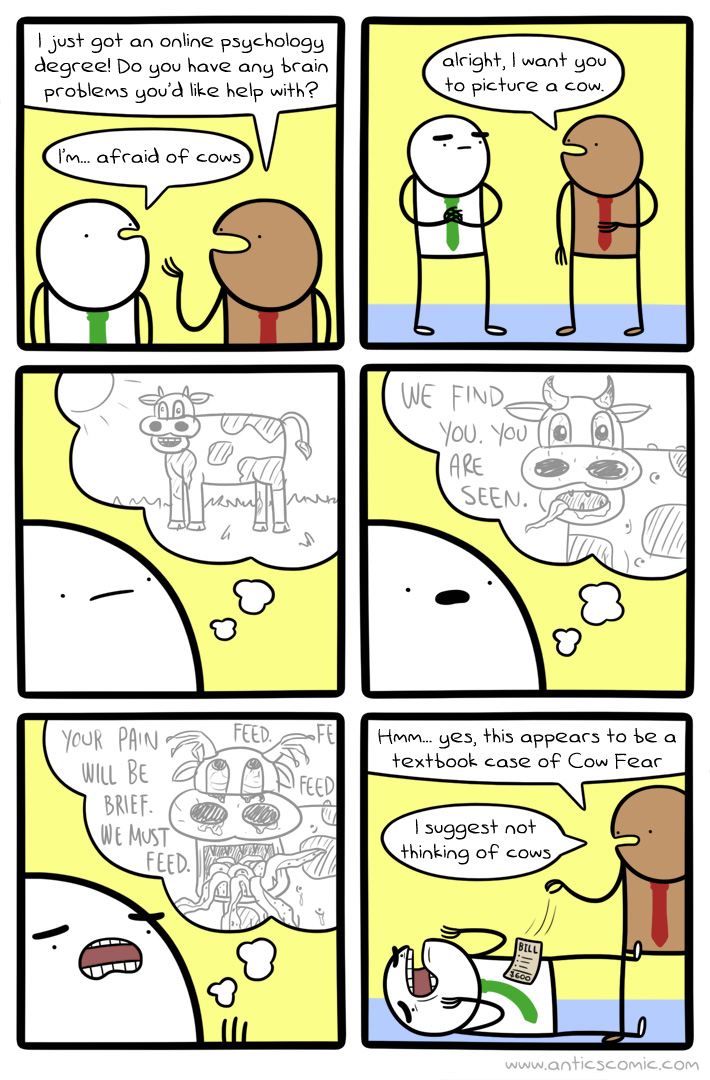 I just got an online psychology
degree! Do you have any brain
problems you'd like help with?
I'm... afraid of cows
alright, I want you
to picture a cow.
WE FIND
YOU. YOU
ARE
SEEN.
YOUR PAIN
WILL BE
BRIEF.
WE MUST
FEED.
FEED.
FE
FEED
Hmm... yes, this appears to be a
textbook case of Cow Fear
I suggest not
thinking of cows
BILL
$600
www.anticscomic.com